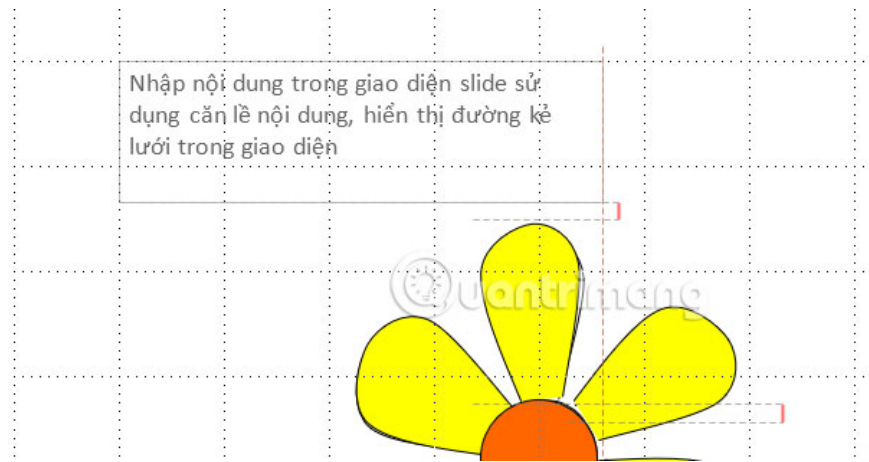 Nhập nội dung trong giao diện slide sử
dụng căn lề nội dung, hiển thị đường kẻ
lưới trong giao diện
Quantrimang